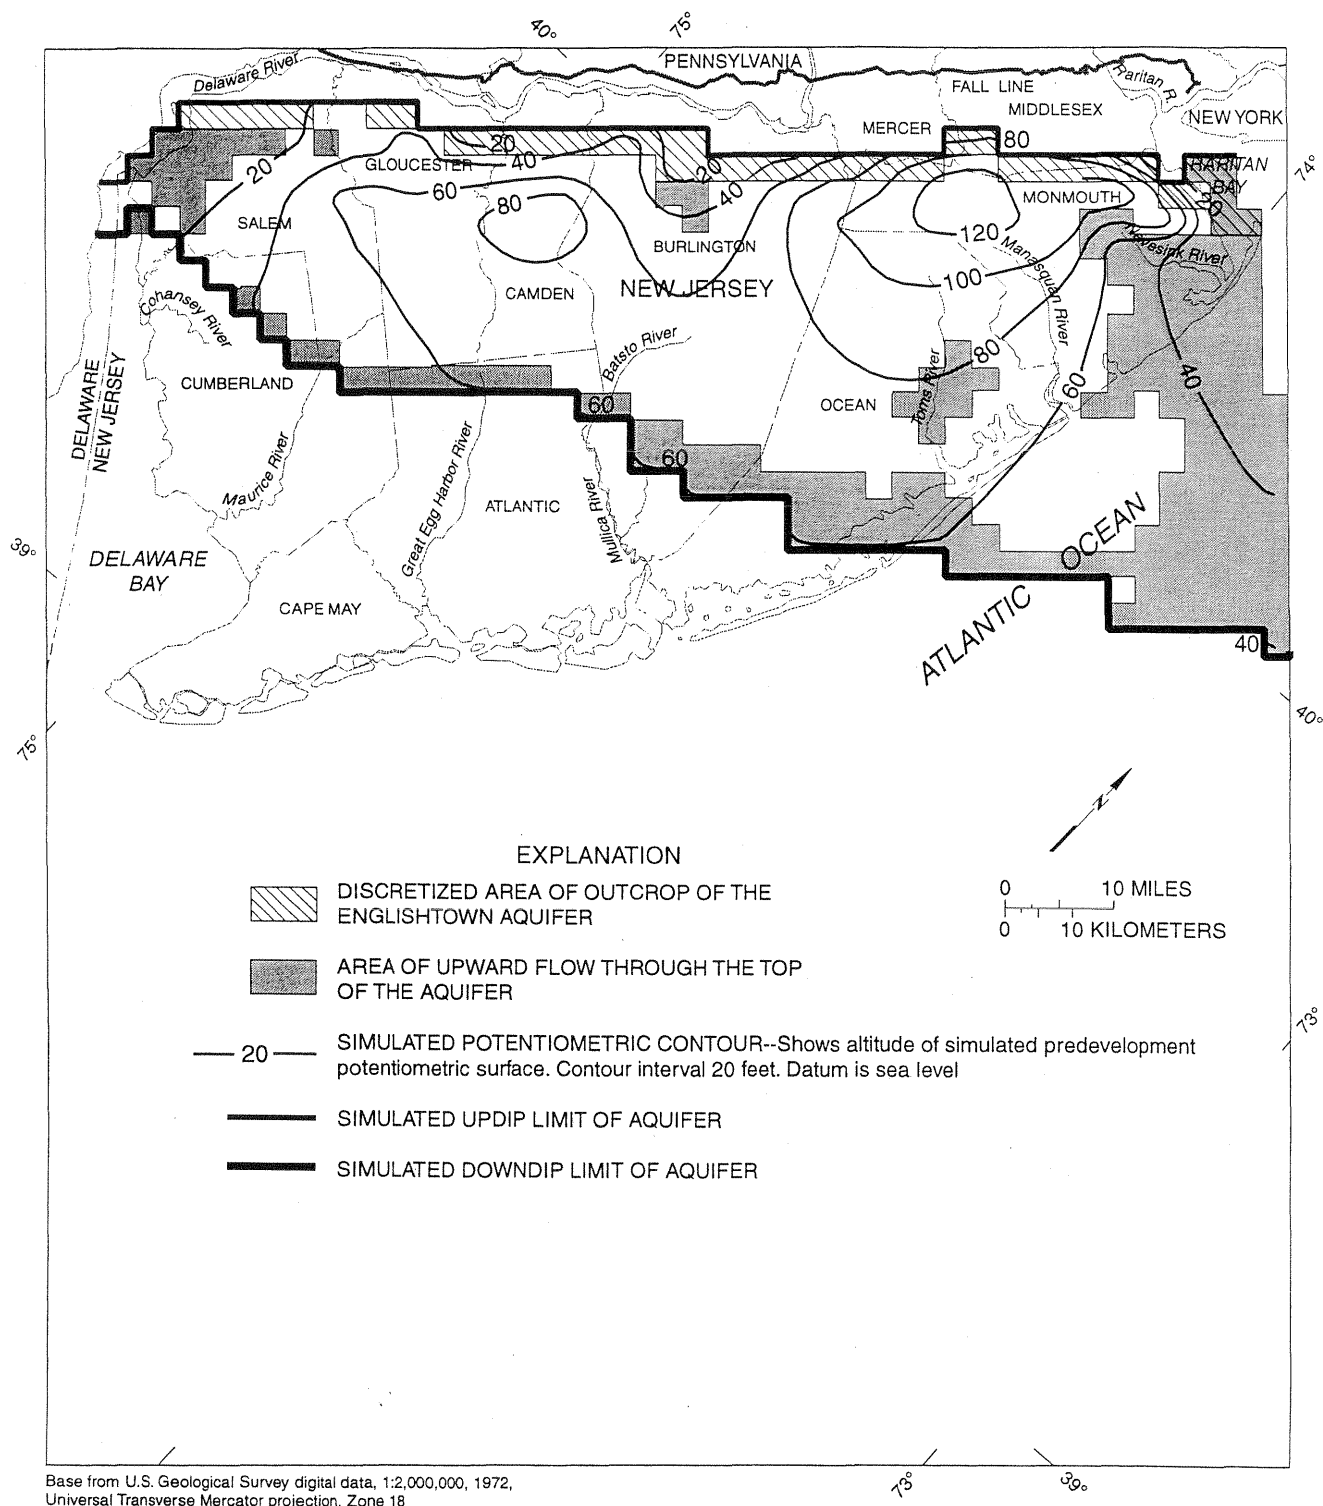 40°
75°
PENNSYLVANIA
Delaware River
FALL LINE
Raritan R.
MIDDLESEX
NEW YORK
MERCER
80
20
40
GLOUCESTER
20
RARITAN
BAY
74°
20
40
60
80
MONMOUTH
20
SALEM
120
BURLINGTON
Manasquan River
Navesink River
100
CAMDEN
NEW JERSEY
Cohansey River
Batsto River
80
60
40
CUMBERLAND
60
OCEAN
Toms River
DELAWARE
NEW JERSEY
60
Maurice River
Great Egg Harbor River
ATLANTIC
Mullica River
39°
DELAWARE
BAY
ATLANTIC OCEAN
CAPE MAY
40
40°
75°
N
EXPLANATION
DISCRETIZED AREA OF OUTCROP OF THE
ENGLISHTOWN AQUIFER
0 10 MILES
0 10 KILOMETERS
AREA OF UPWARD FLOW THROUGH THE TOP
OF THE AQUIFER
73°
20
SIMULATED POTENTIOMETRIC CONTOUR--Shows altitude of simulated predevelopment
potentiometric surface. Contour interval 20 feet. Datum is sea level
SIMULATED UPDIP LIMIT OF AQUIFER
SIMULATED DOWNDIP LIMIT OF AQUIFER
73°
39°
Base from U.S. Geological Survey digital data, 1:2,000,000, 1972,
Universal Transverse Mercator projection, Zone 18